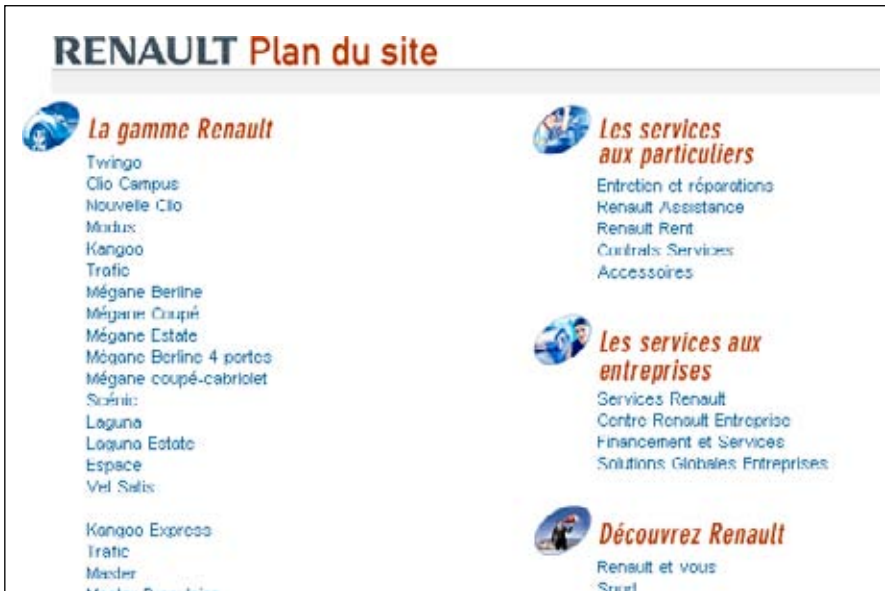 RENAULT Plan du site
La gamme Renault
Twingo
Clio Campus
Nouvelle Clio
Modus
Kangoo
Trafic
Mégane Berline
Mégane Coupé
Mégane Estate
Mégane Berline 4 portes
Mégane coupé-cabriolet
Scénic
Laguna
Laguna Estate
Espace
Vel Satis
Kangoo Express
Trafic
Master
Master
Les services
aux particuliers
Entretien et réparations
Renault Assistance
Renault Rent
Contrats Services
Accessoires
Les services aux
entreprises
Services Renault
Centre Renault Entreprise
Financement et Services
Solutions Globales Entreprises
Découvrez Renault
Renault et vous
Sport